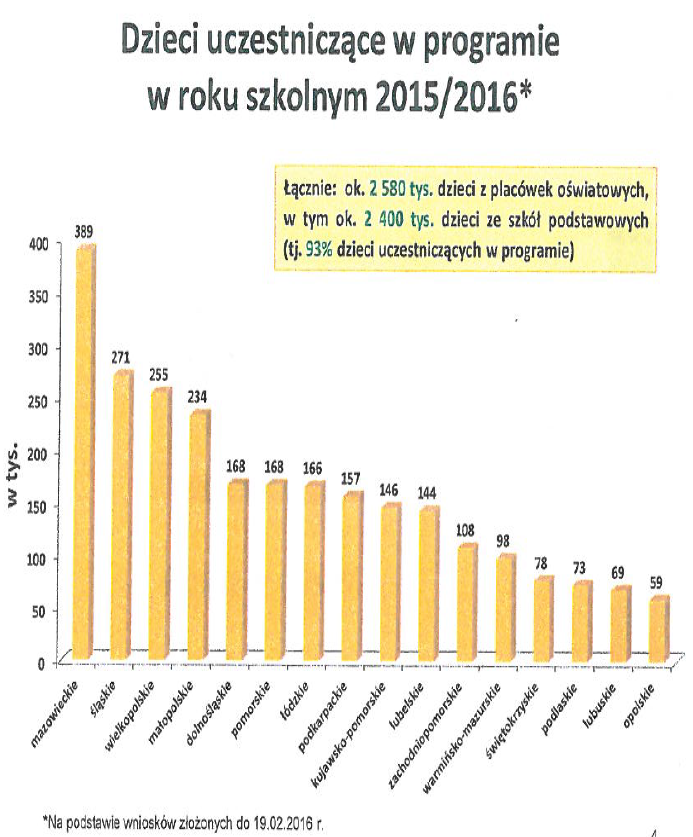 Dzieci uczestniczące w programie
w roku szkolnym 2015/2016*
Łącznie: ok. 2 580 tys. dzieci z placówek oświatowych,
w tym ok. 2 400 tys. dzieci ze szkół podstawowych
(tj. 93% dzieci uczestniczących w programie)
w tys.
400
350
300
250
200
150
100
50
0
389
271
255
234
168
168
166
157
146
144
108
98
78
73
69
59
mazowieckie
śląskie
wielkopolskie
małopolskie
dolnośląskie
pomorskie
łódzkie
podkarpackie
kujawsko-pomorskie
lubelskie
zachodniopomorskie
warmińsko-mazurskie
świętokrzyskie
podlaskie
lubuskie
opolskie
*Na podstawie wniosków złożonych do 19.02.2016 r.